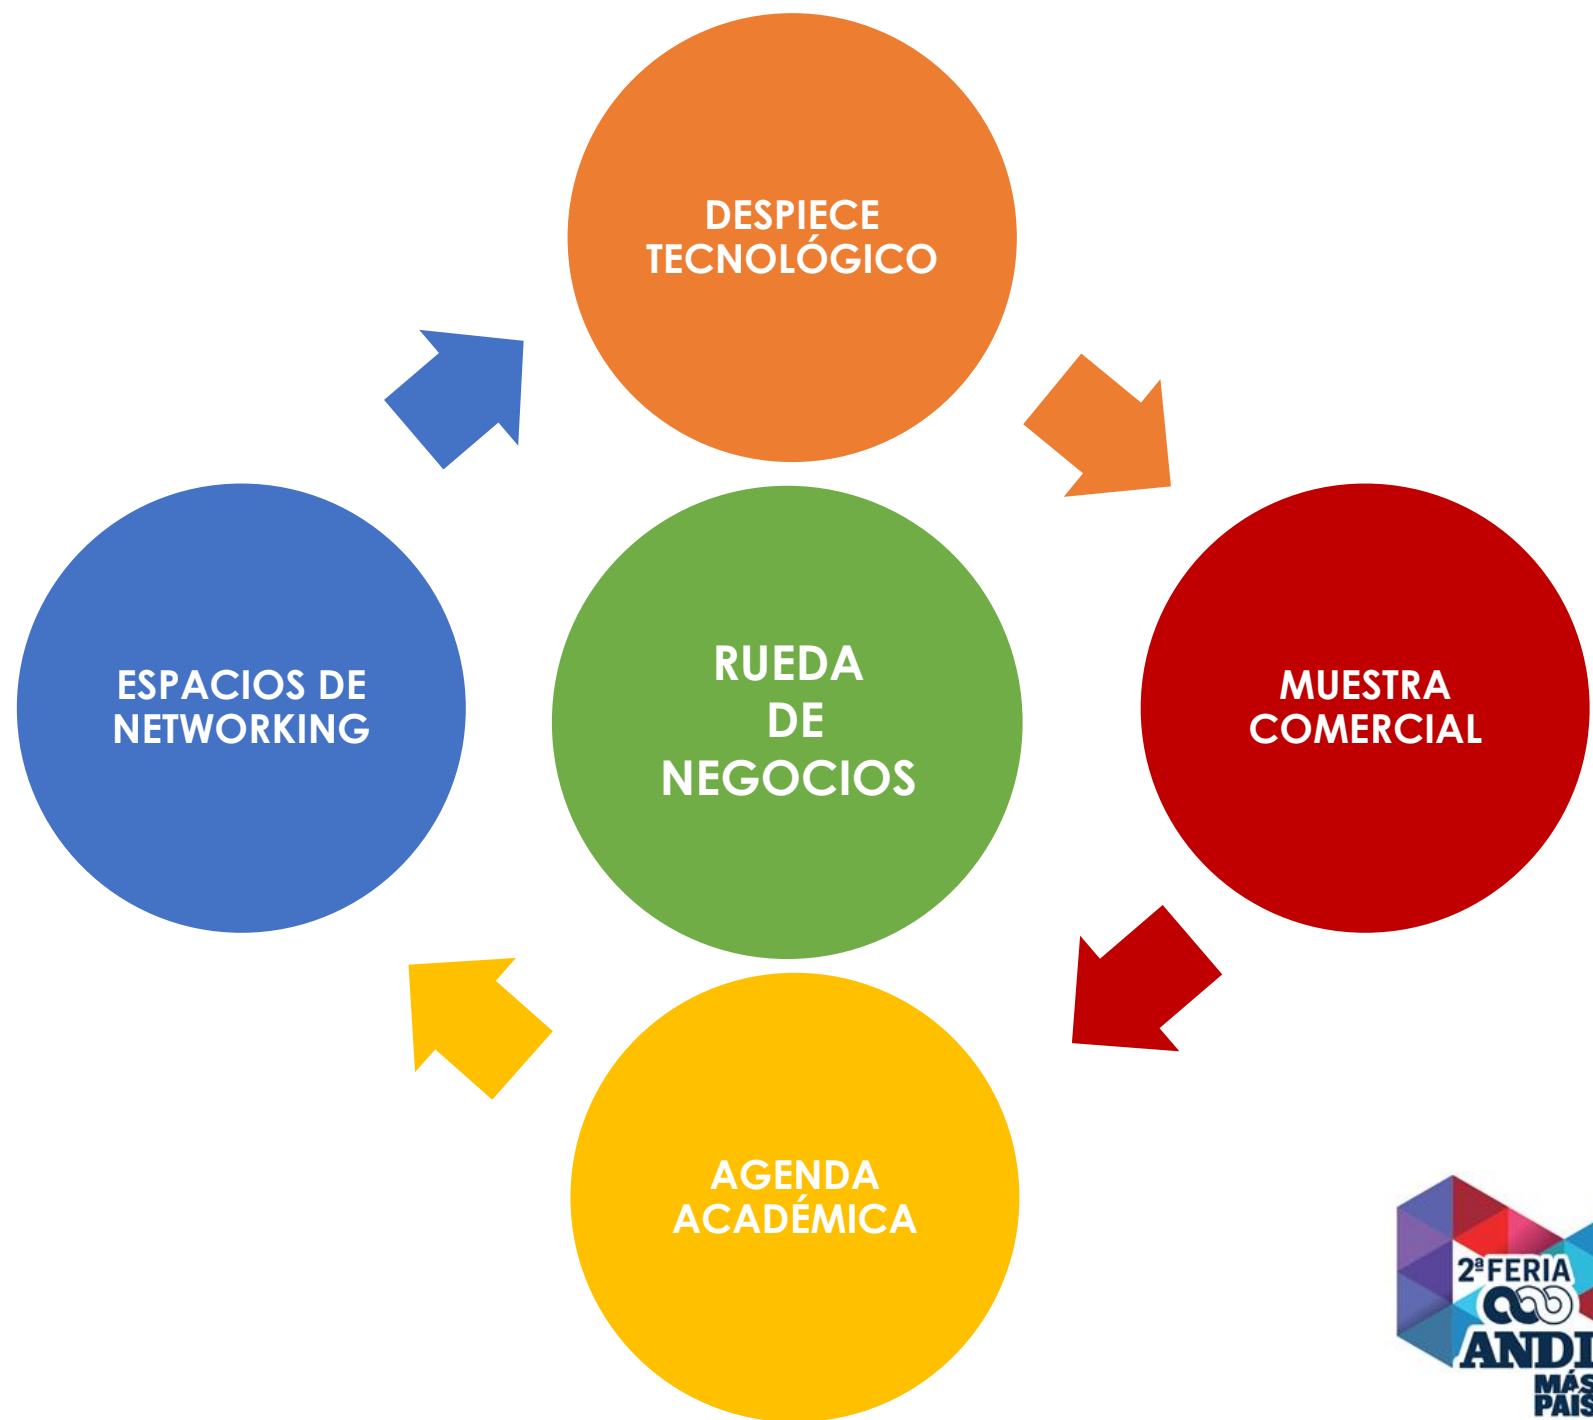 DESPIECE
TECNOLÓGICO
ESPACIOS DE
NETWORKING
RUEDA
DE
NEGOCIOS
MUESTRA
COMERCIAL
AGENDA
ACADÉMICA
2ª FERIA
ANDI
MÁS
PAÍS